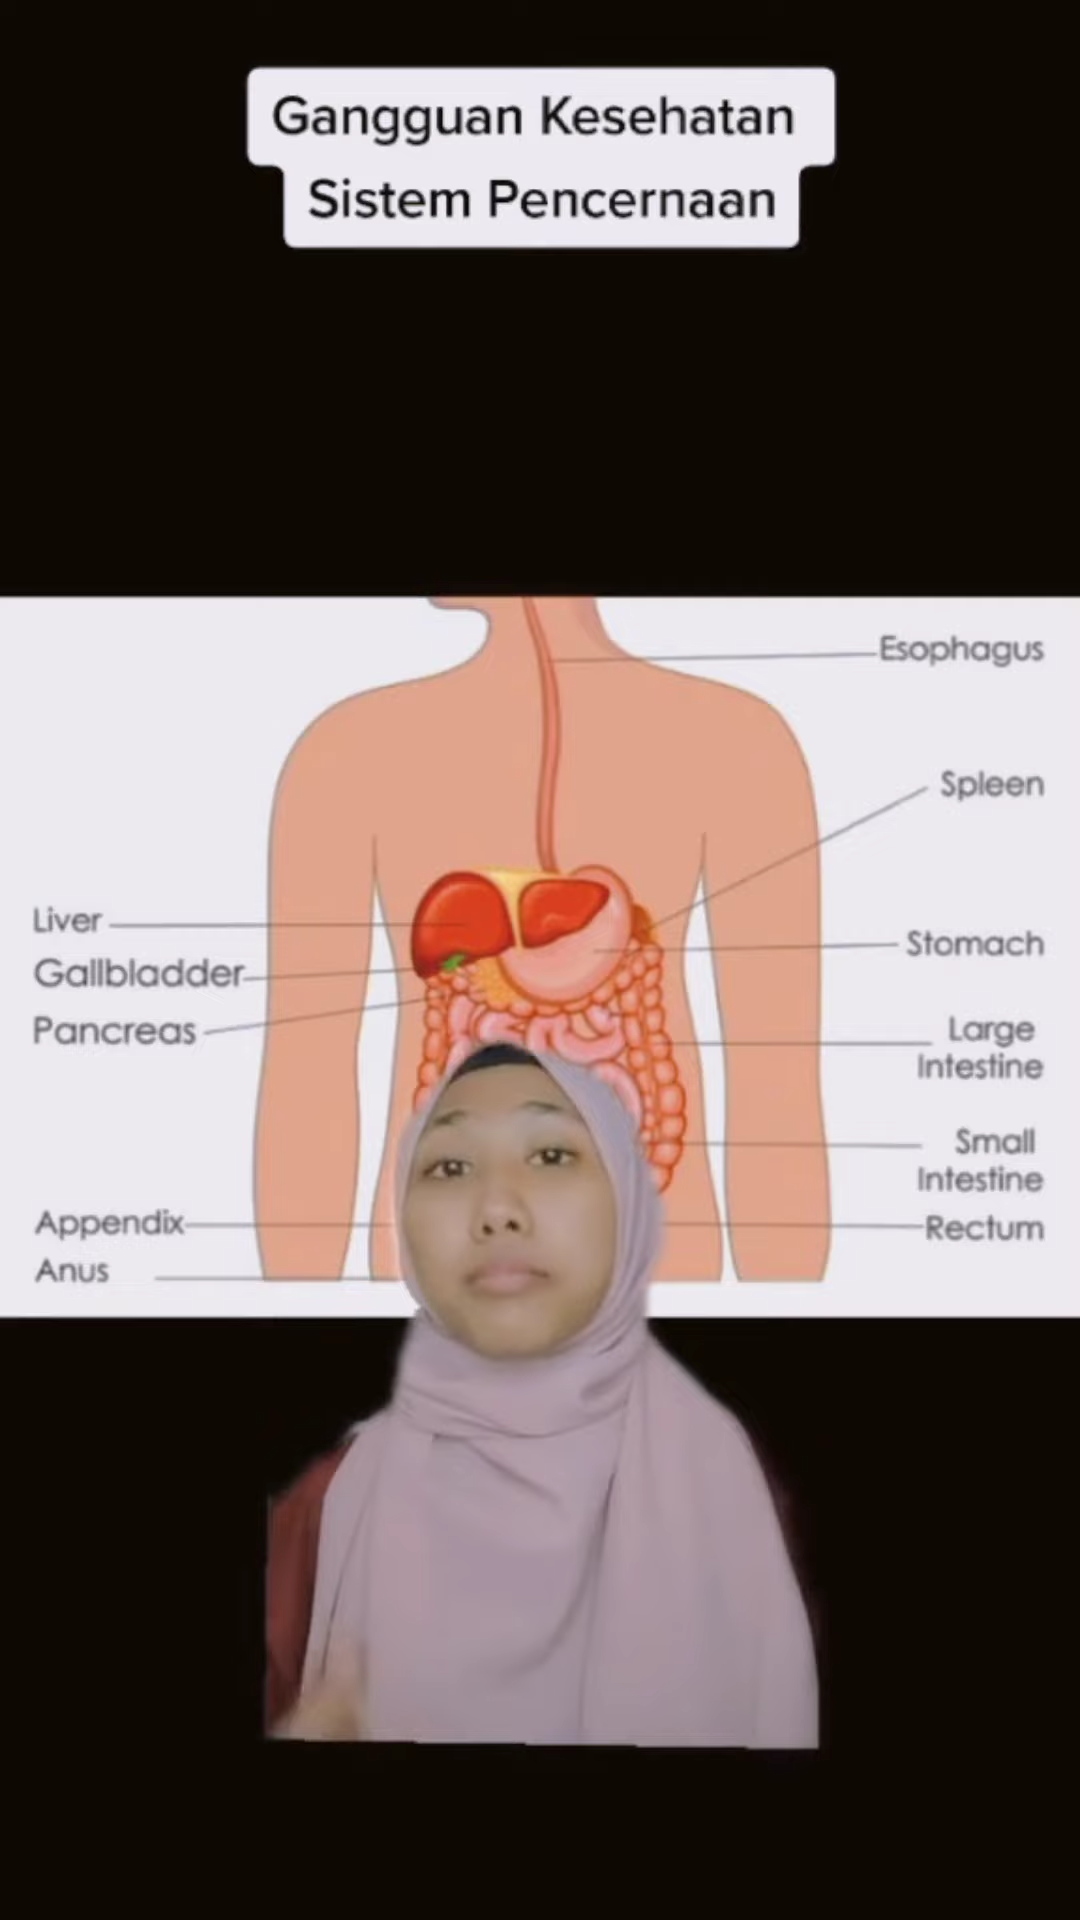 Gangguan Kesehatan
Sistem Pencernaan
Esophagus
Spleen
Liver
Stomach
Gallbladder
Pancreas
Large
Intestine
Small
Intestine
Appendix
Rectum
Anus